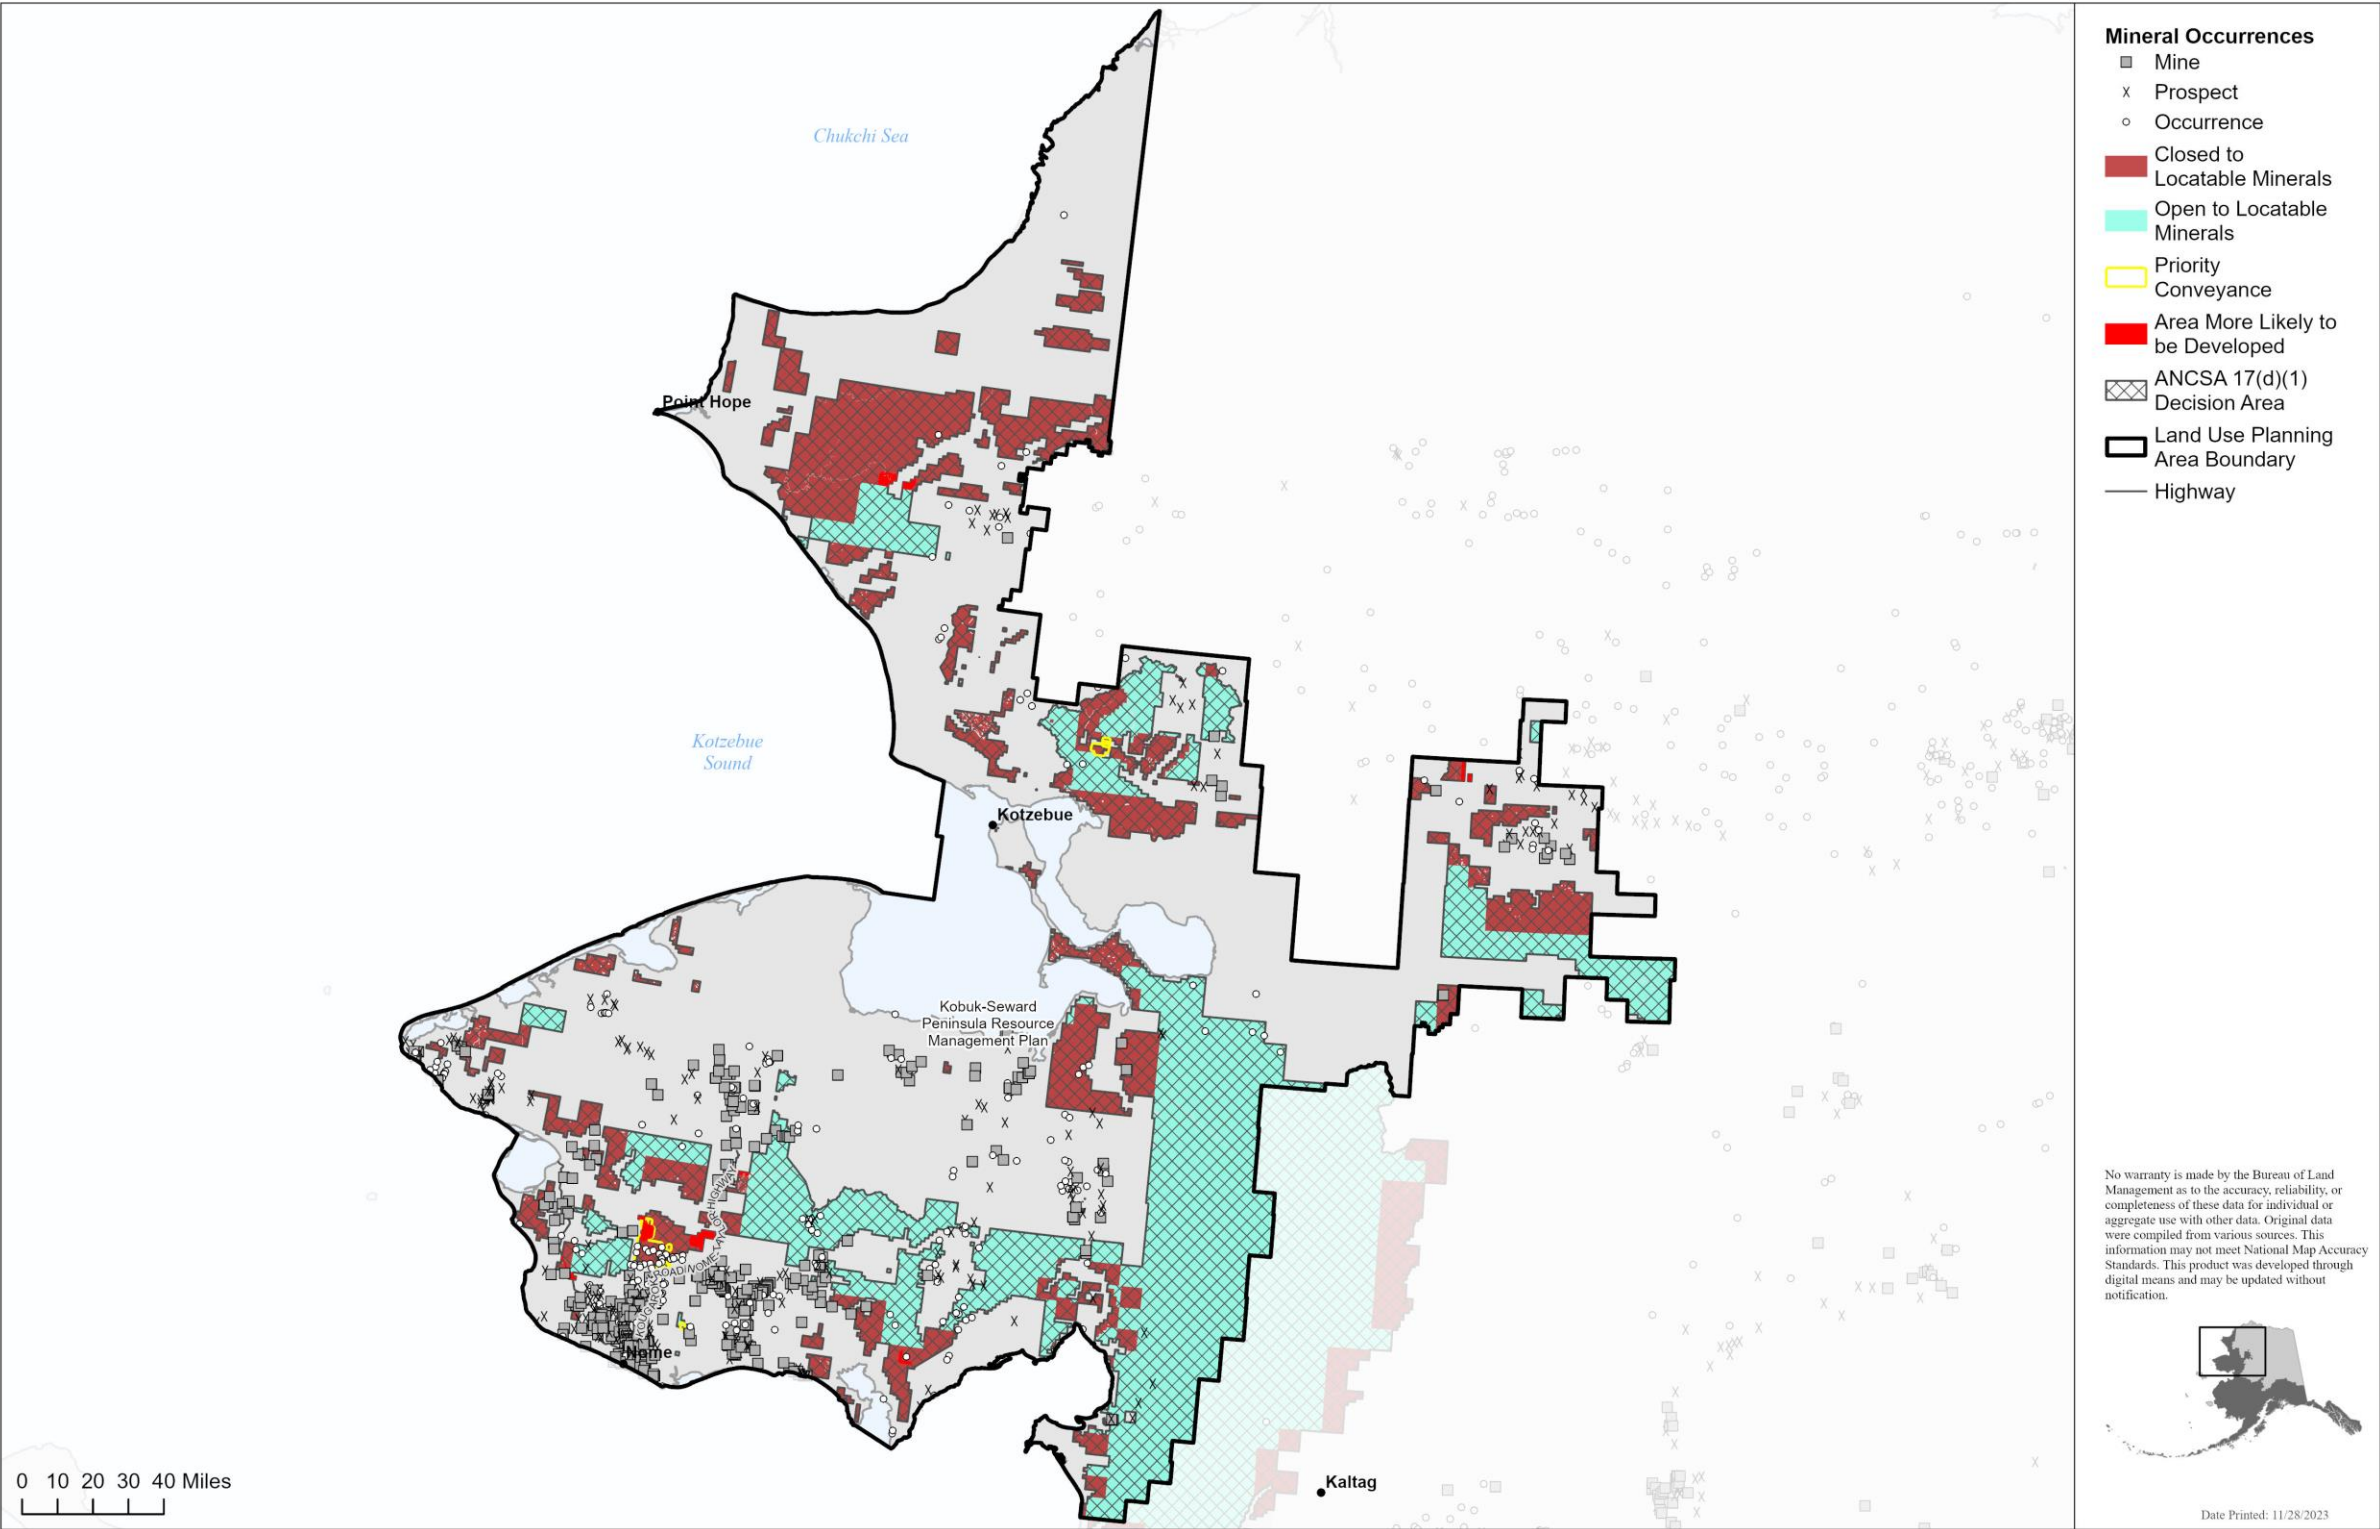 Chukchi Sea
Point Hope
Kotzebue
Sound
Kotzebue
Kobuk-Seward
Peninsula Resource
Management Plan
HIGHWAY
TAYLOR
NOME-
ROAD
KOUGAROK
Nome
Kaltag
0 10 20 30 40 Miles
Mineral Occurrences
Mine
Prospect
Occurrence
Closed to
Locatable Minerals
Open to Locatable
Minerals
Priority
Conveyance
Area More Likely to
be Developed
ANCSA 17(d)(1)
Decision Area
Land Use Planning
Area Boundary
Highway
No warranty is made by the Bureau of Land
Management as to the accuracy, reliability, or
completeness of these data for individual or
aggregate use with other data. Original data
were compiled from various sources. This
information may not meet National Map Accuracy
Standards. This product was developed through
digital means and may be updated without
notification.
Date Printed: 11/28/2023